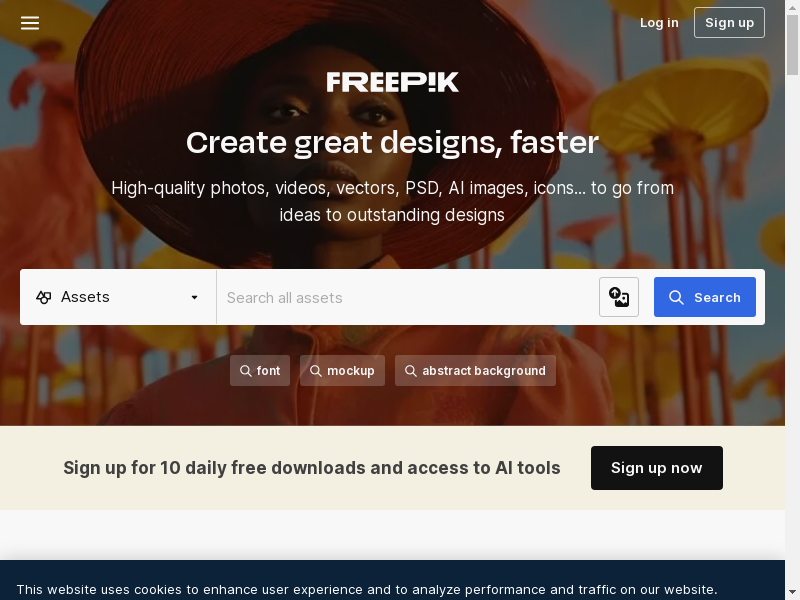 Log in
Sign up
FREEPIK
Create great designs, faster
High-quality photos, videos, vectors, PSD, AI images, icons... to go from
ideas to outstanding designs
Assets
Search all assets
Search
font
mockup
abstract background
Sign up for 10 daily free downloads and access to AI tools
Sign up now
This website uses cookies to enhance user experience and to analyze performance and traffic on our website.